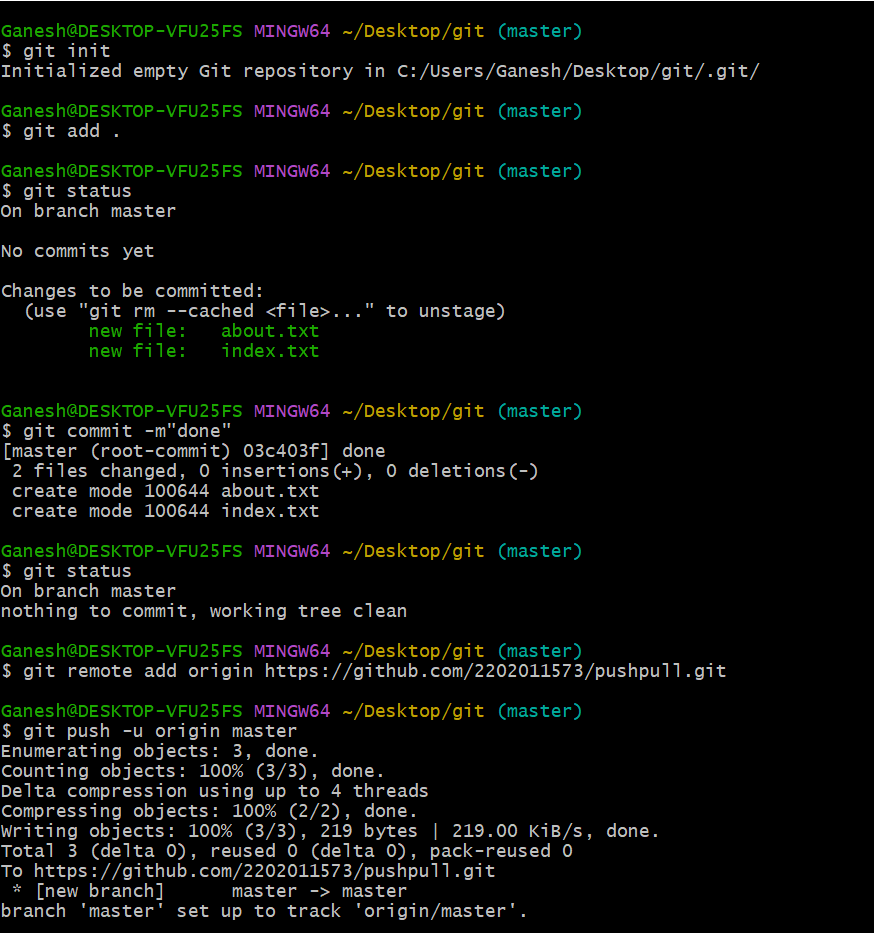 Ganesh@DESKTOP-VFU25FS MINGW64 ~/Desktop/git (master)
$ git init
Initialized empty Git repository in C:/Users/Ganesh/Desktop/git/.git/
Ganesh@DESKTOP-VFU25FS MINGW64 ~/Desktop/git (master)
$ git add .
Ganesh@DESKTOP-VFU25FS MINGW64 ~/Desktop/git (master)
$ git status
On branch master
No commits yet
Changes to be committed:
  (use "git rm --cached <file>..." to unstage)
        new file:   about.txt
        new file:   index.txt
Ganesh@DESKTOP-VFU25FS MINGW64 ~/Desktop/git (master)
$ git commit -m"done"
[master (root-commit) 03c403f] done
 2 files changed, 0 insertions(+), 0 deletions(-)
 create mode 100644 about.txt
 create mode 100644 index.txt
Ganesh@DESKTOP-VFU25FS MINGW64 ~/Desktop/git (master)
$ git status
On branch master
nothing to commit, working tree clean
Ganesh@DESKTOP-VFU25FS MINGW64 ~/Desktop/git (master)
$ git remote add origin https://github.com/2202011573/pushpull.git
Ganesh@DESKTOP-VFU25FS MINGW64 ~/Desktop/git (master)
$ git push -u origin master
Enumerating objects: 3, done.
Counting objects: 100% (3/3), done.
Delta compression using up to 4 threads
Compressing objects: 100% (2/2), done.
Writing objects: 100% (3/3), 219 bytes | 219.00 KiB/s, done.
Total 3 (delta 0), reused 0 (delta 0), pack-reused 0
To https://github.com/2202011573/pushpull.git
 * [new branch]      master -> master
branch 'master' set up to track 'origin/master'.